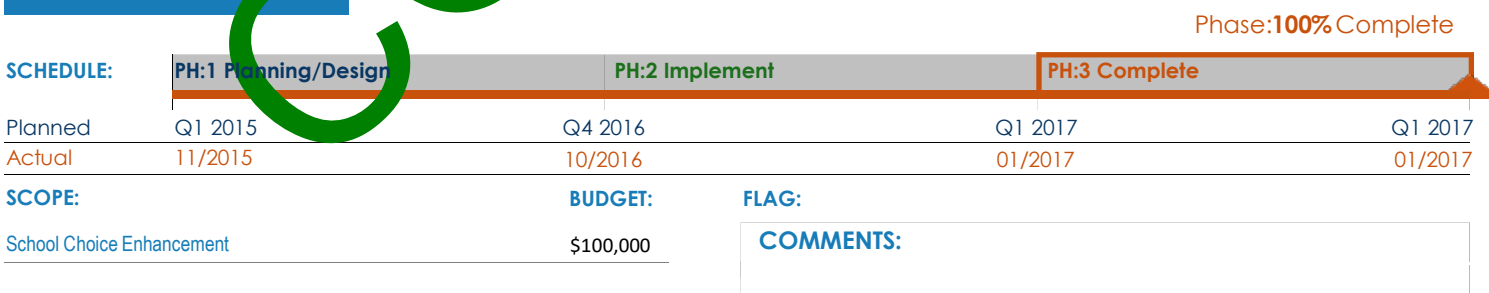 Phase:100% Complete
SCHEDULE: PH:1 Planning/Design PH:2 Implement PH:3 Complete
Planned Q1 2015 Q4 2016 Q1 2017 Q1 2017
Actual 11/2015 10/2016 01/2017 01/2017
SCOPE: BUDGET: FLAG:
School Choice Enhancement $100,000 COMMENTS: